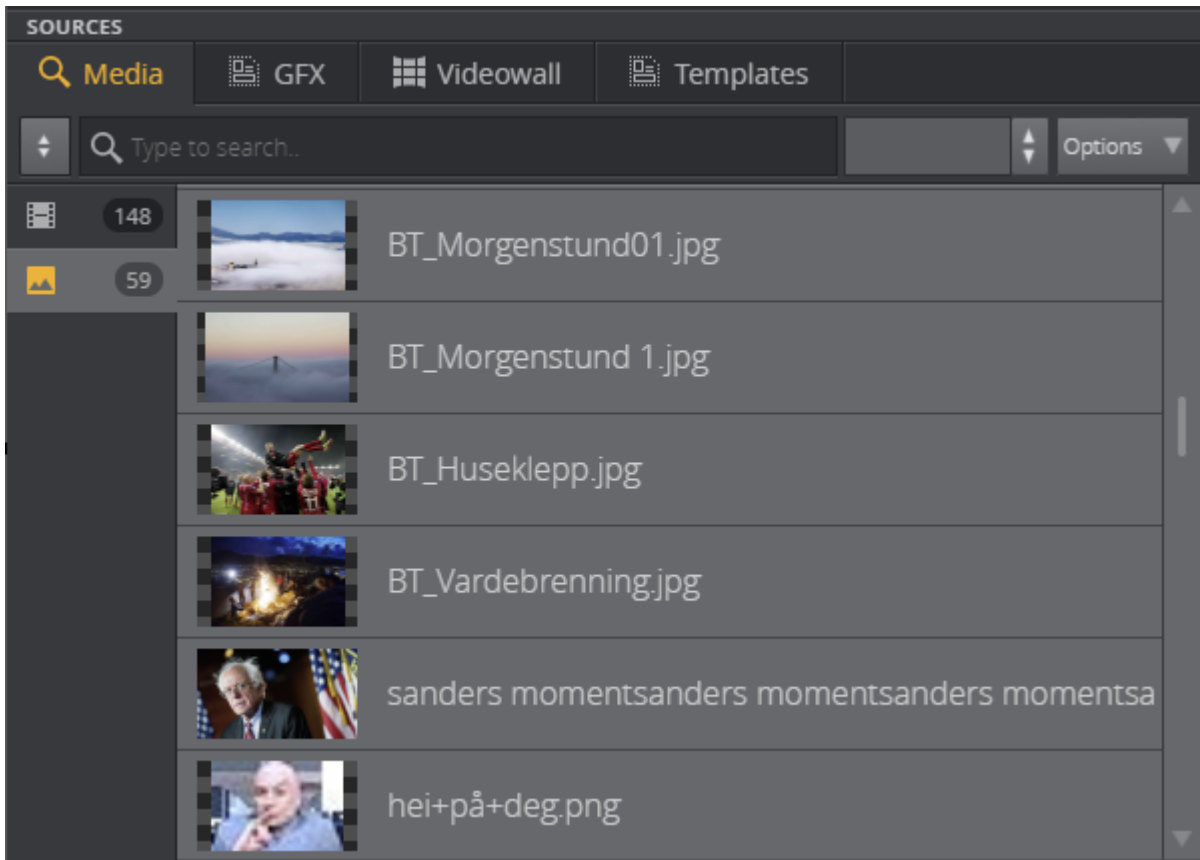 SOURCES
Media GFX Videowall Templates
Type to search.. Options
148
59
BT_Morgenstund01.jpg
BT_Morgenstund 1.jpg
BT_Huseklepp.jpg
BT_Vardebrenning.jpg
sanders momentsanders momentsanders momentsa
hei+på+deg.png